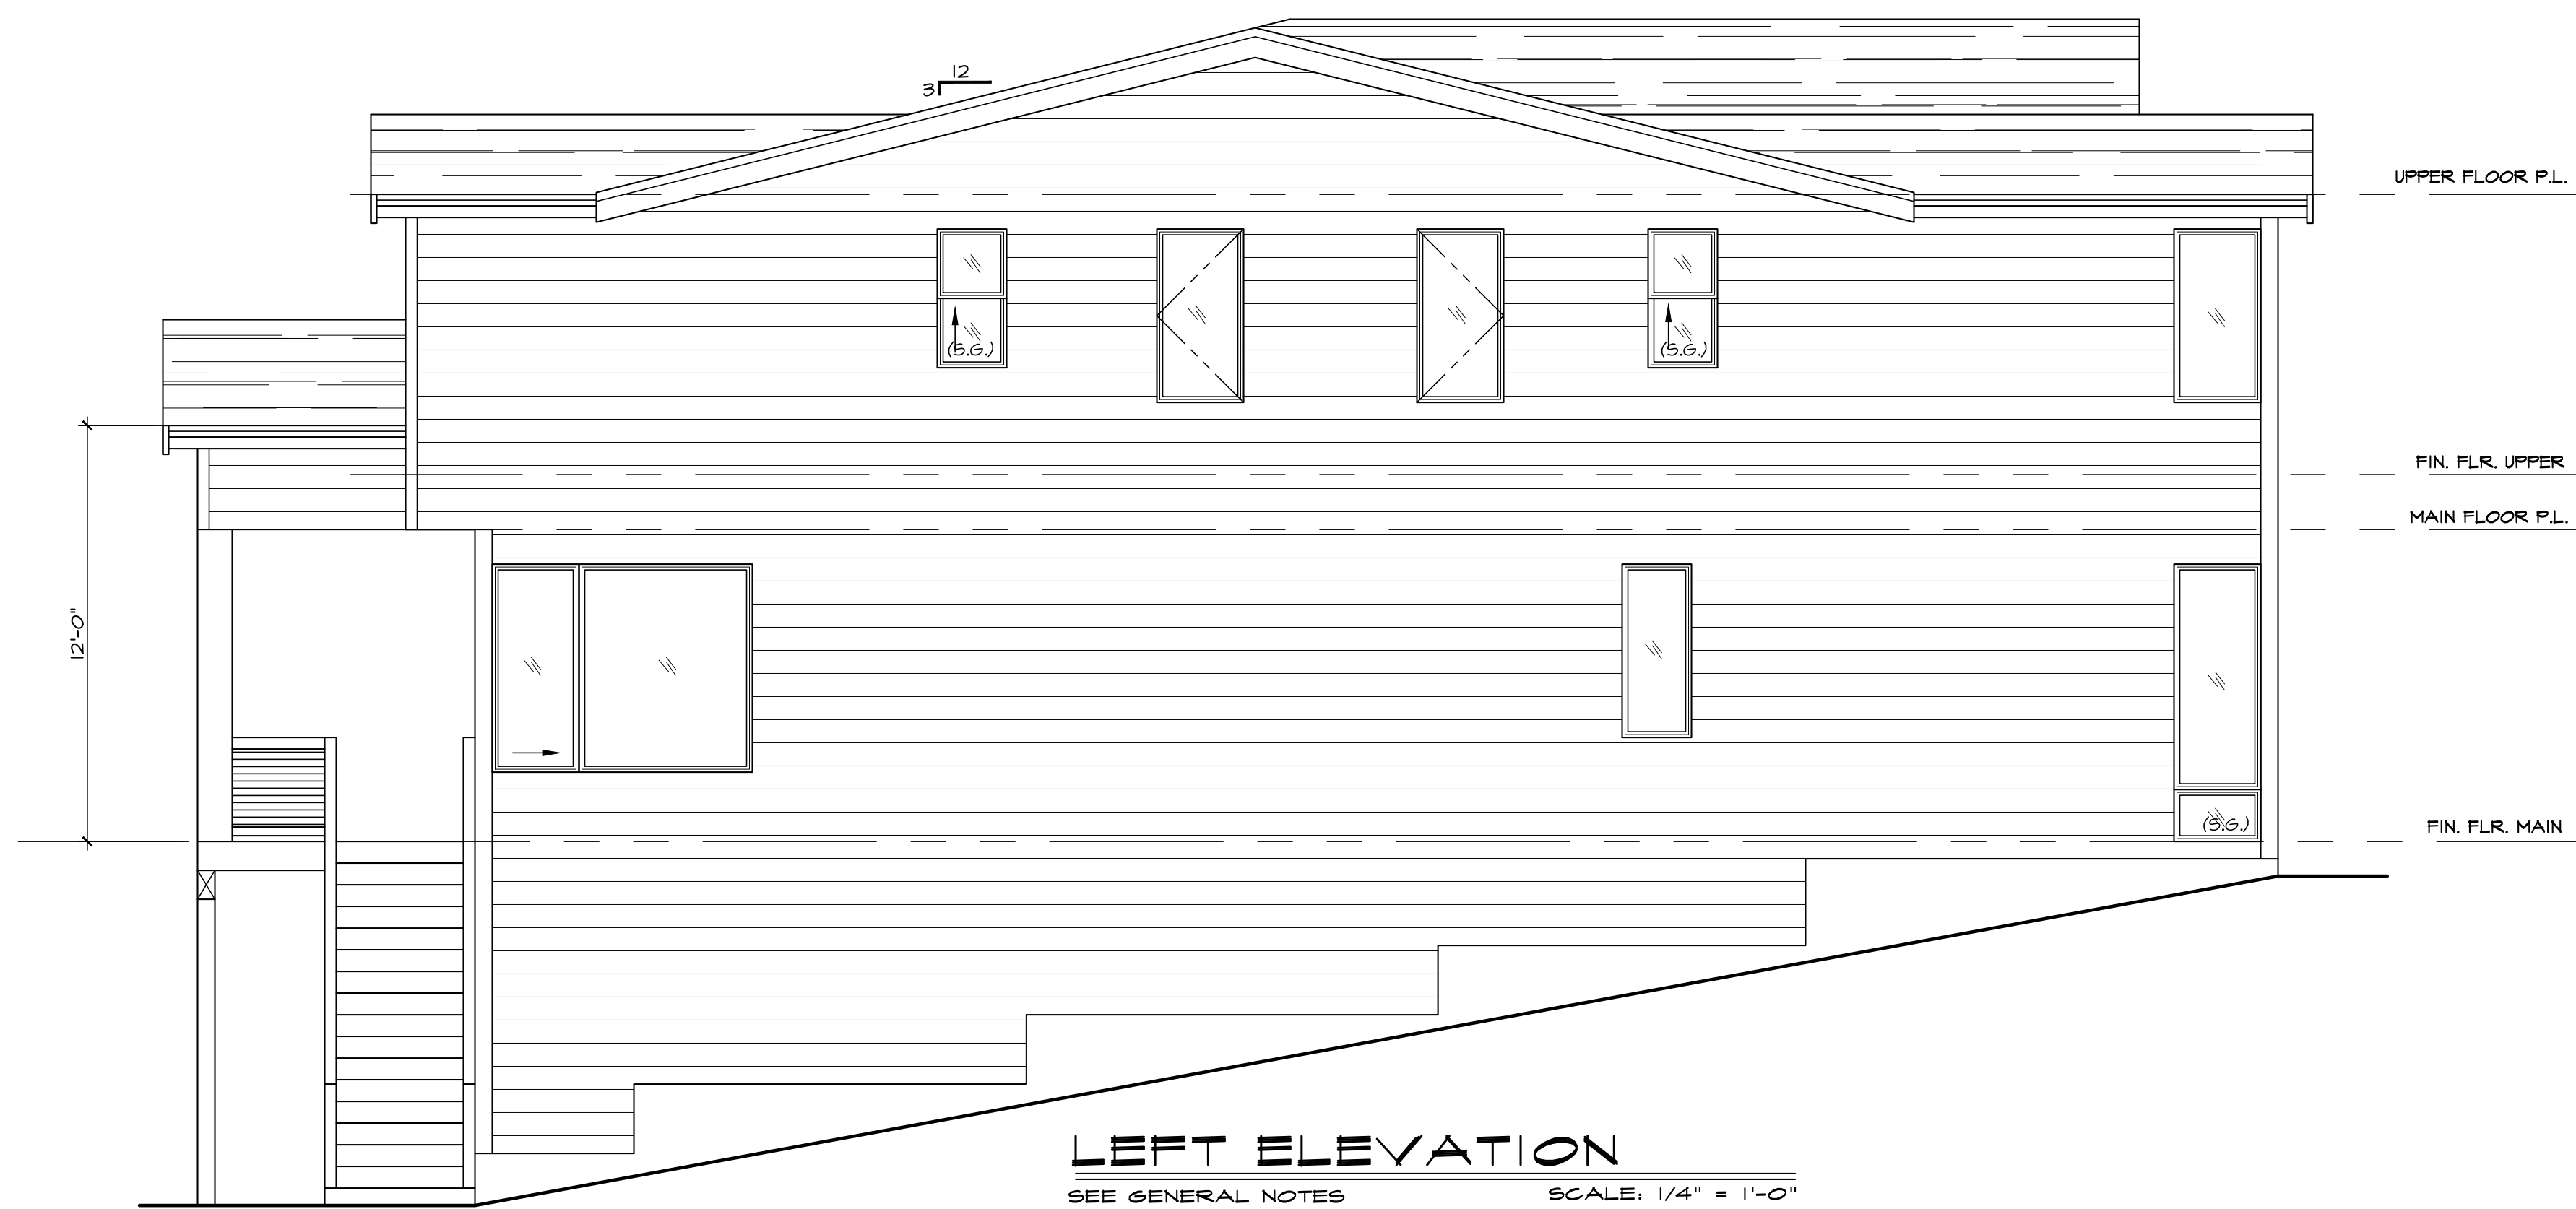 12
3
UPPER FLOOR P.L.
(S.G.)
(S.G.)
FIN. FLR. UPPER
MAIN FLOOR P.L.
12'-0"
(S.G.)
FIN. FLR. MAIN
LEFT ELEVATION
SEE GENERAL NOTES
SCALE: 1/4" = 1'-0"